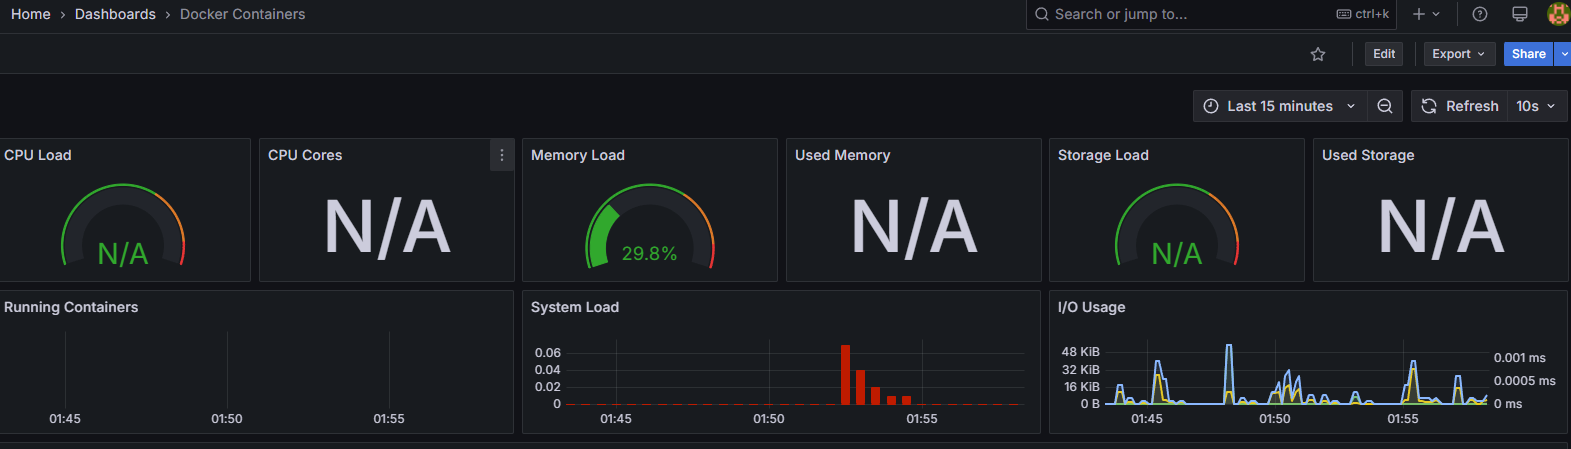 Home > Dashboards > Docker Containers
Search or jump to... ctrl+k
Edit Export Share
Last 15 minutes Refresh 10s
CPU Load
N/A
CPU Cores
N/A
Memory Load
29.8%
Used Memory
N/A
Storage Load
N/A
Used Storage
N/A
Running Containers
01:45 01:50 01:55
System Load
0.06
0.04
0.02
0
01:45 01:50 01:55
I/O Usage
48 KiB
32 KiB
16 KiB
0 B
0.001 ms
0.0005 ms
0 ms
01:45 01:50 01:55